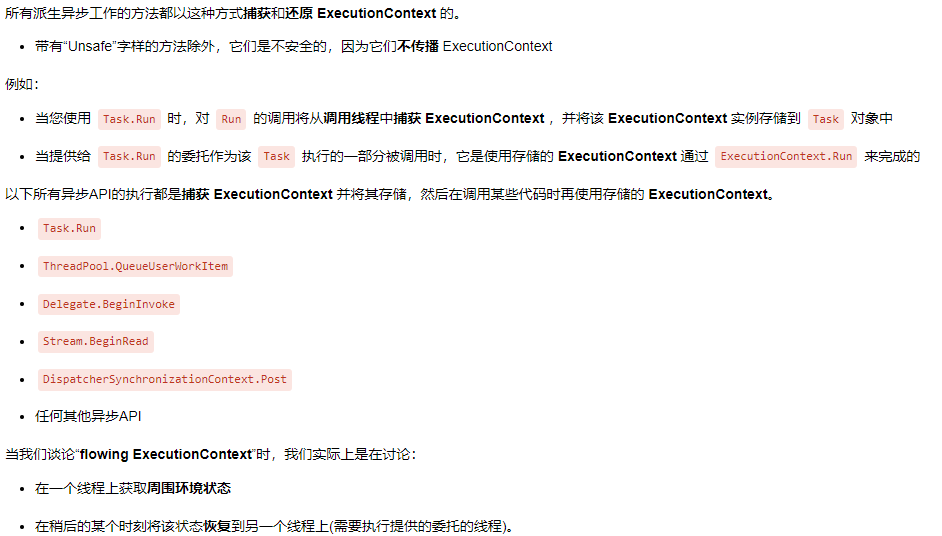 所有派生异步工作的方法都以这种方式捕获和还原 ExecutionContext 的。
• 带有“Unsafe”字样的方法除外，它们是不安全的，因为它们不传播 ExecutionContext
例如：
• 当您使用 Task.Run 时，对 Run 的调用将从调用线程中捕获 ExecutionContext ，并将该 ExecutionContext 实例存储到 Task 对象中
• 当提供给 Task.Run 的委托作为该 Task 执行的一部分被调用时，它是使用存储的 ExecutionContext 通过 ExecutionContext.Run 来完成的
以下所有异步API的执行都是捕获 ExecutionContext 并将其存储，然后在调用某些代码时再使用存储的 ExecutionContext。
• Task.Run
• ThreadPool.QueueUserWorkItem
• Delegate.BeginInvoke
• Stream.BeginRead
• DispatcherSynchronizationContext.Post
• 任何其他异步API
当我们谈论“flowing ExecutionContext”时，我们实际上是在讨论：
• 在一个线程上获取周围环境状态
• 在稍后的某个时刻将该状态恢复到另一个线程上(需要执行提供的委托的线程)。